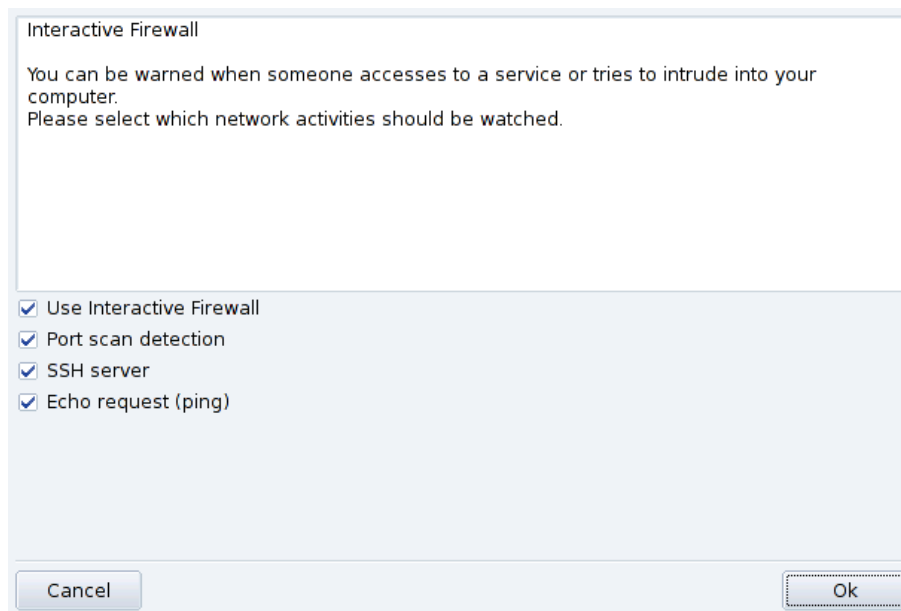 Interactive Firewall
You can be warned when someone accesses to a service or tries to intrude into your
computer.
Please select which network activities should be watched.
Use Interactive Firewall
Port scan detection
SSH server
Echo request (ping)
Cancel
Ok